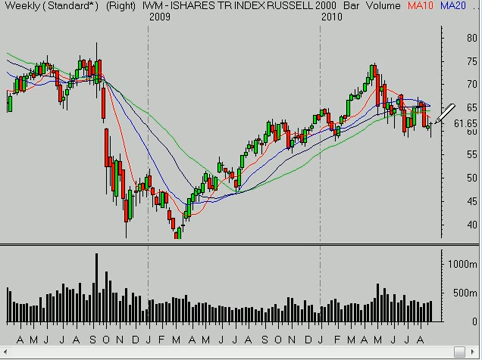 Weekly ( Standard* ) (Right) IWM - ISHARES TR INDEX RUSSELL 2000 Bar Volume MA10 MA20 ..
2009 2010
80
75
70
65
61.65
60
55
50
45
40
1000m
500m
0m
A M J J A S O N D J F M A M J J A S O N D J F M A M J J A